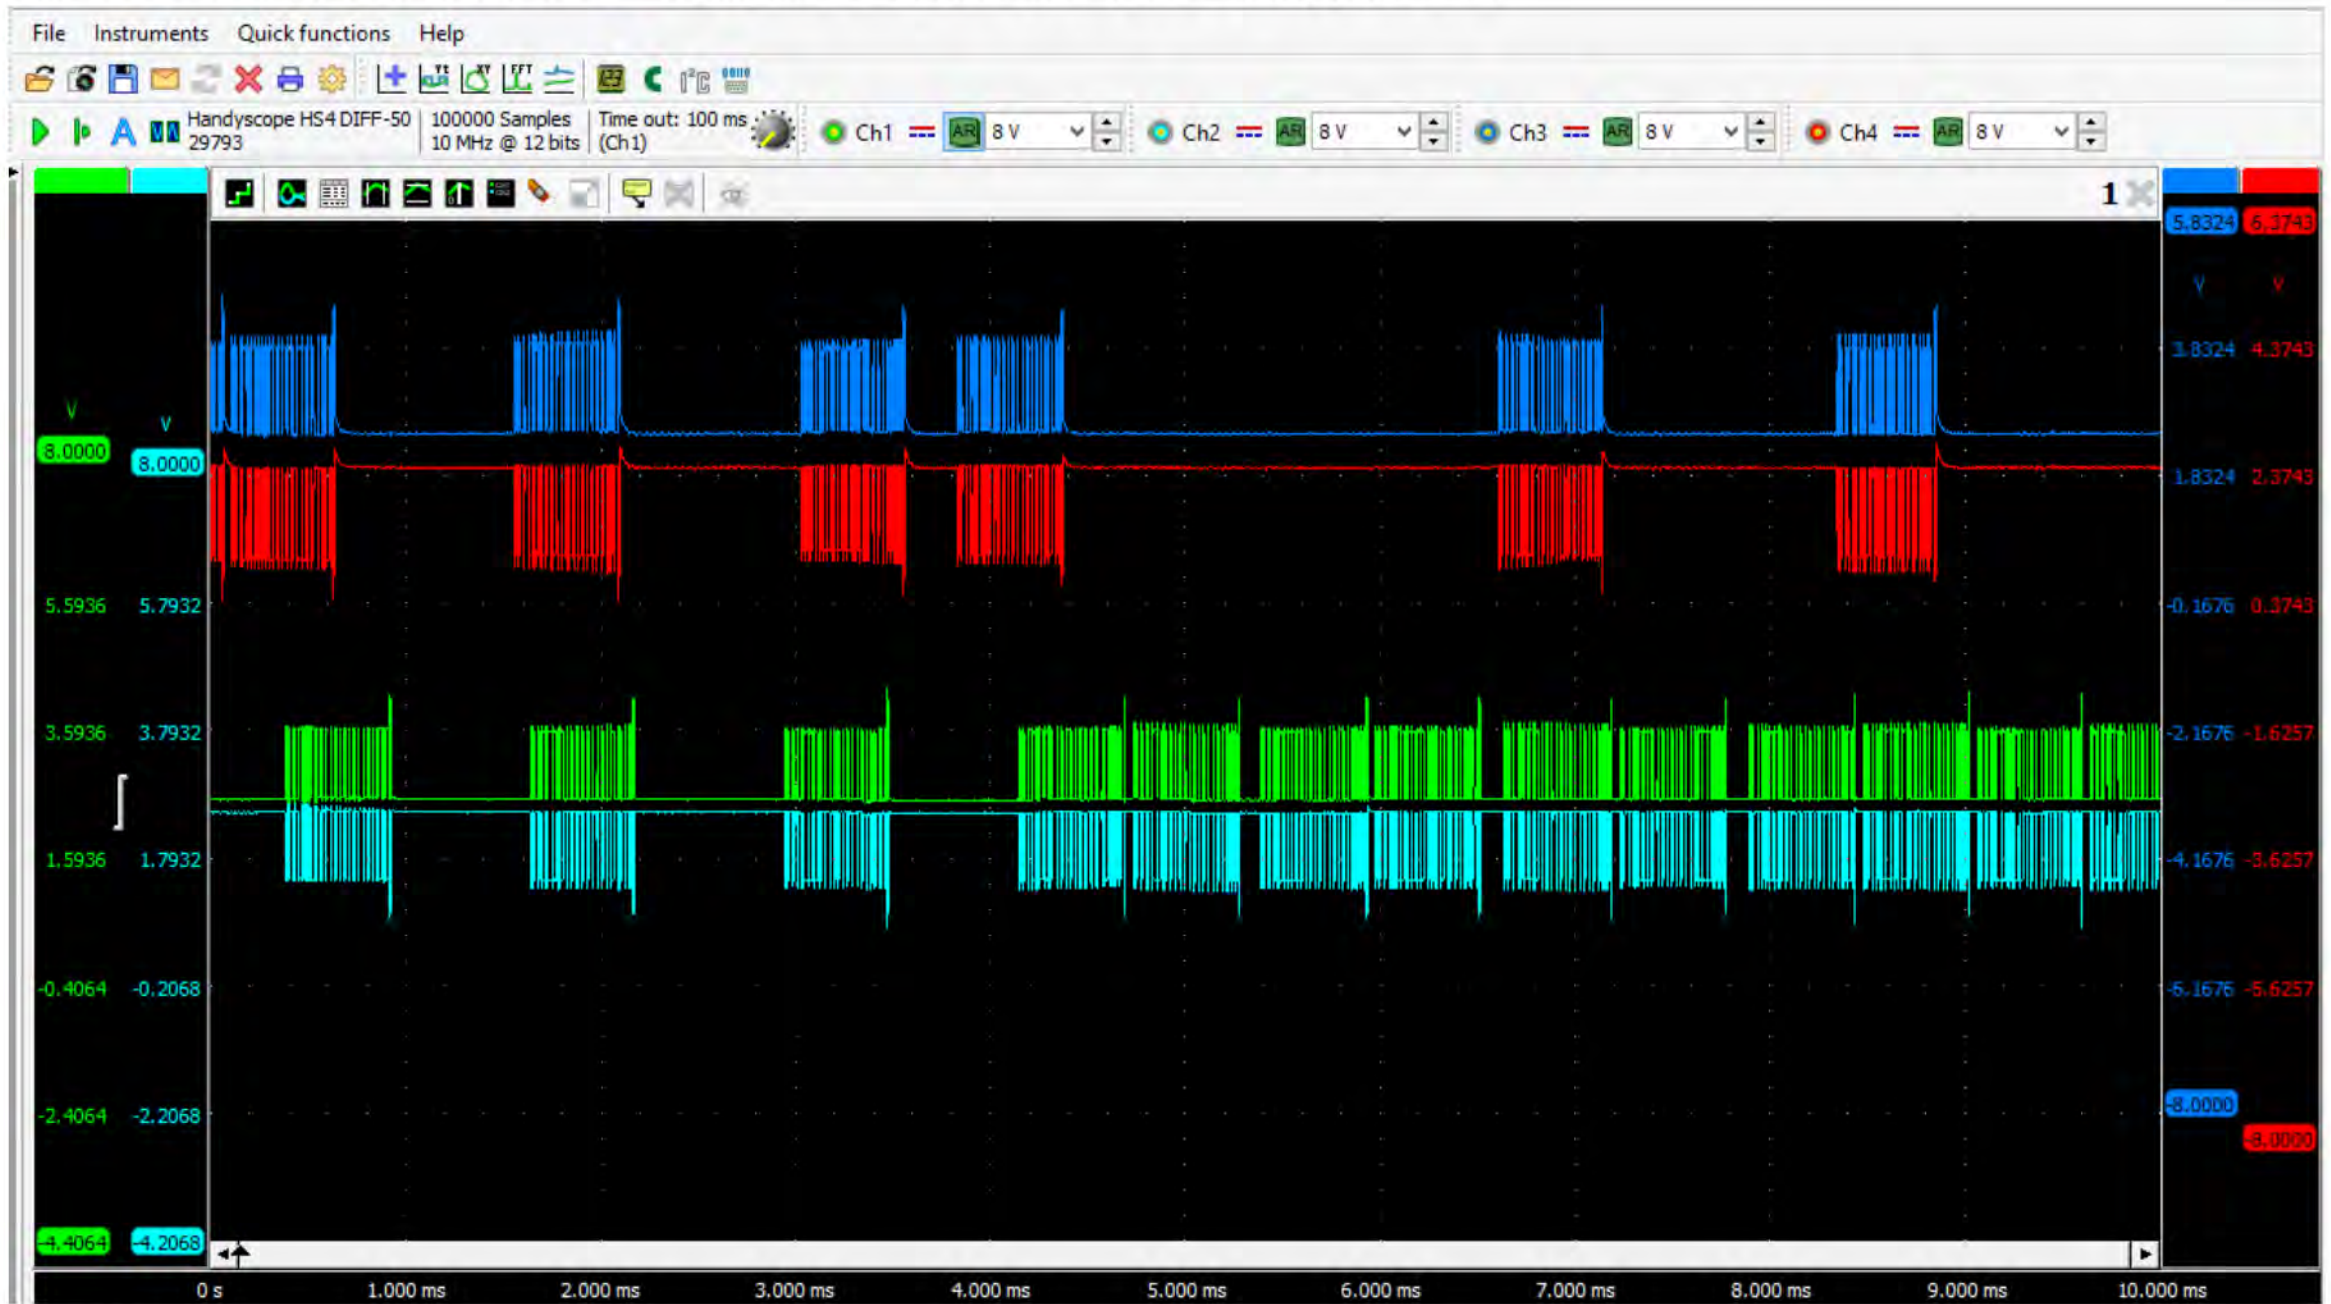 File Instruments Quick functions Help
Yt XY FFT 123 I²C
Handyscope HS4 DIFF-50 100000 Samples Time out: 100 ms
29793 10 MHz @ 12 bits (Ch1)
Ch1 AR 8 V Ch2 AR 8 V Ch3 AR 8 V Ch4 AR 8 V
1
5.8324 6.3743
V V
3.8324 4.3743
V V
8.0000 8.0000
1.8324 2.3743
5.5936 5.7932 -0.1676 0.3743
3.5936 3.7932 -2.1676 -1.6257
1.5936 1.7932 -4.1676 -3.6257
-0.4064 -0.2068 -6.1676 -5.6257
-2.4064 -2.2068 -8.0000
-8.0000
-4.4064 -4.2068
0 s 1.000 ms 2.000 ms 3.000 ms 4.000 ms 5.000 ms 6.000 ms 7.000 ms 8.000 ms 9.000 ms 10.000 ms